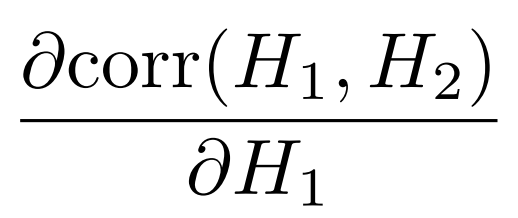 ∂corr(H₁, H₂)
∂H₁